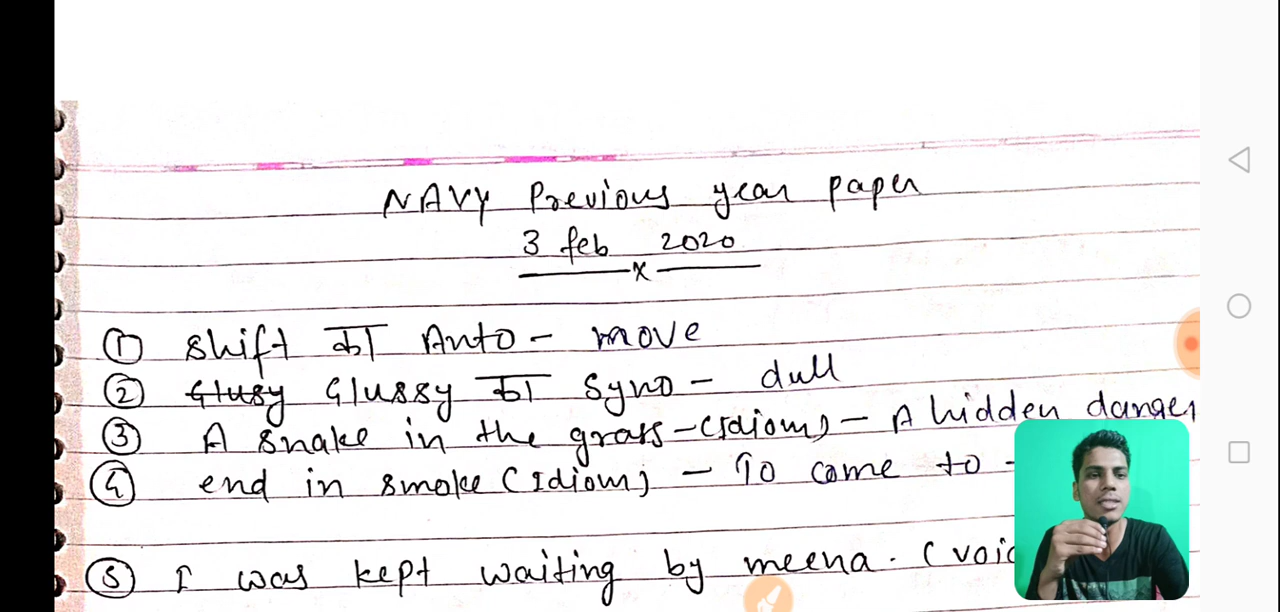 NAVY Previous year paper
3 feb 2020
x
① Shift का Anto - move
② Glusy Glussy का Syno - dull
③ A snake in the grass - (Idiom) - A hidden danger
④ end in smoke (Idiom) - To come to -
⑤ I was kept waiting by meena. (voic